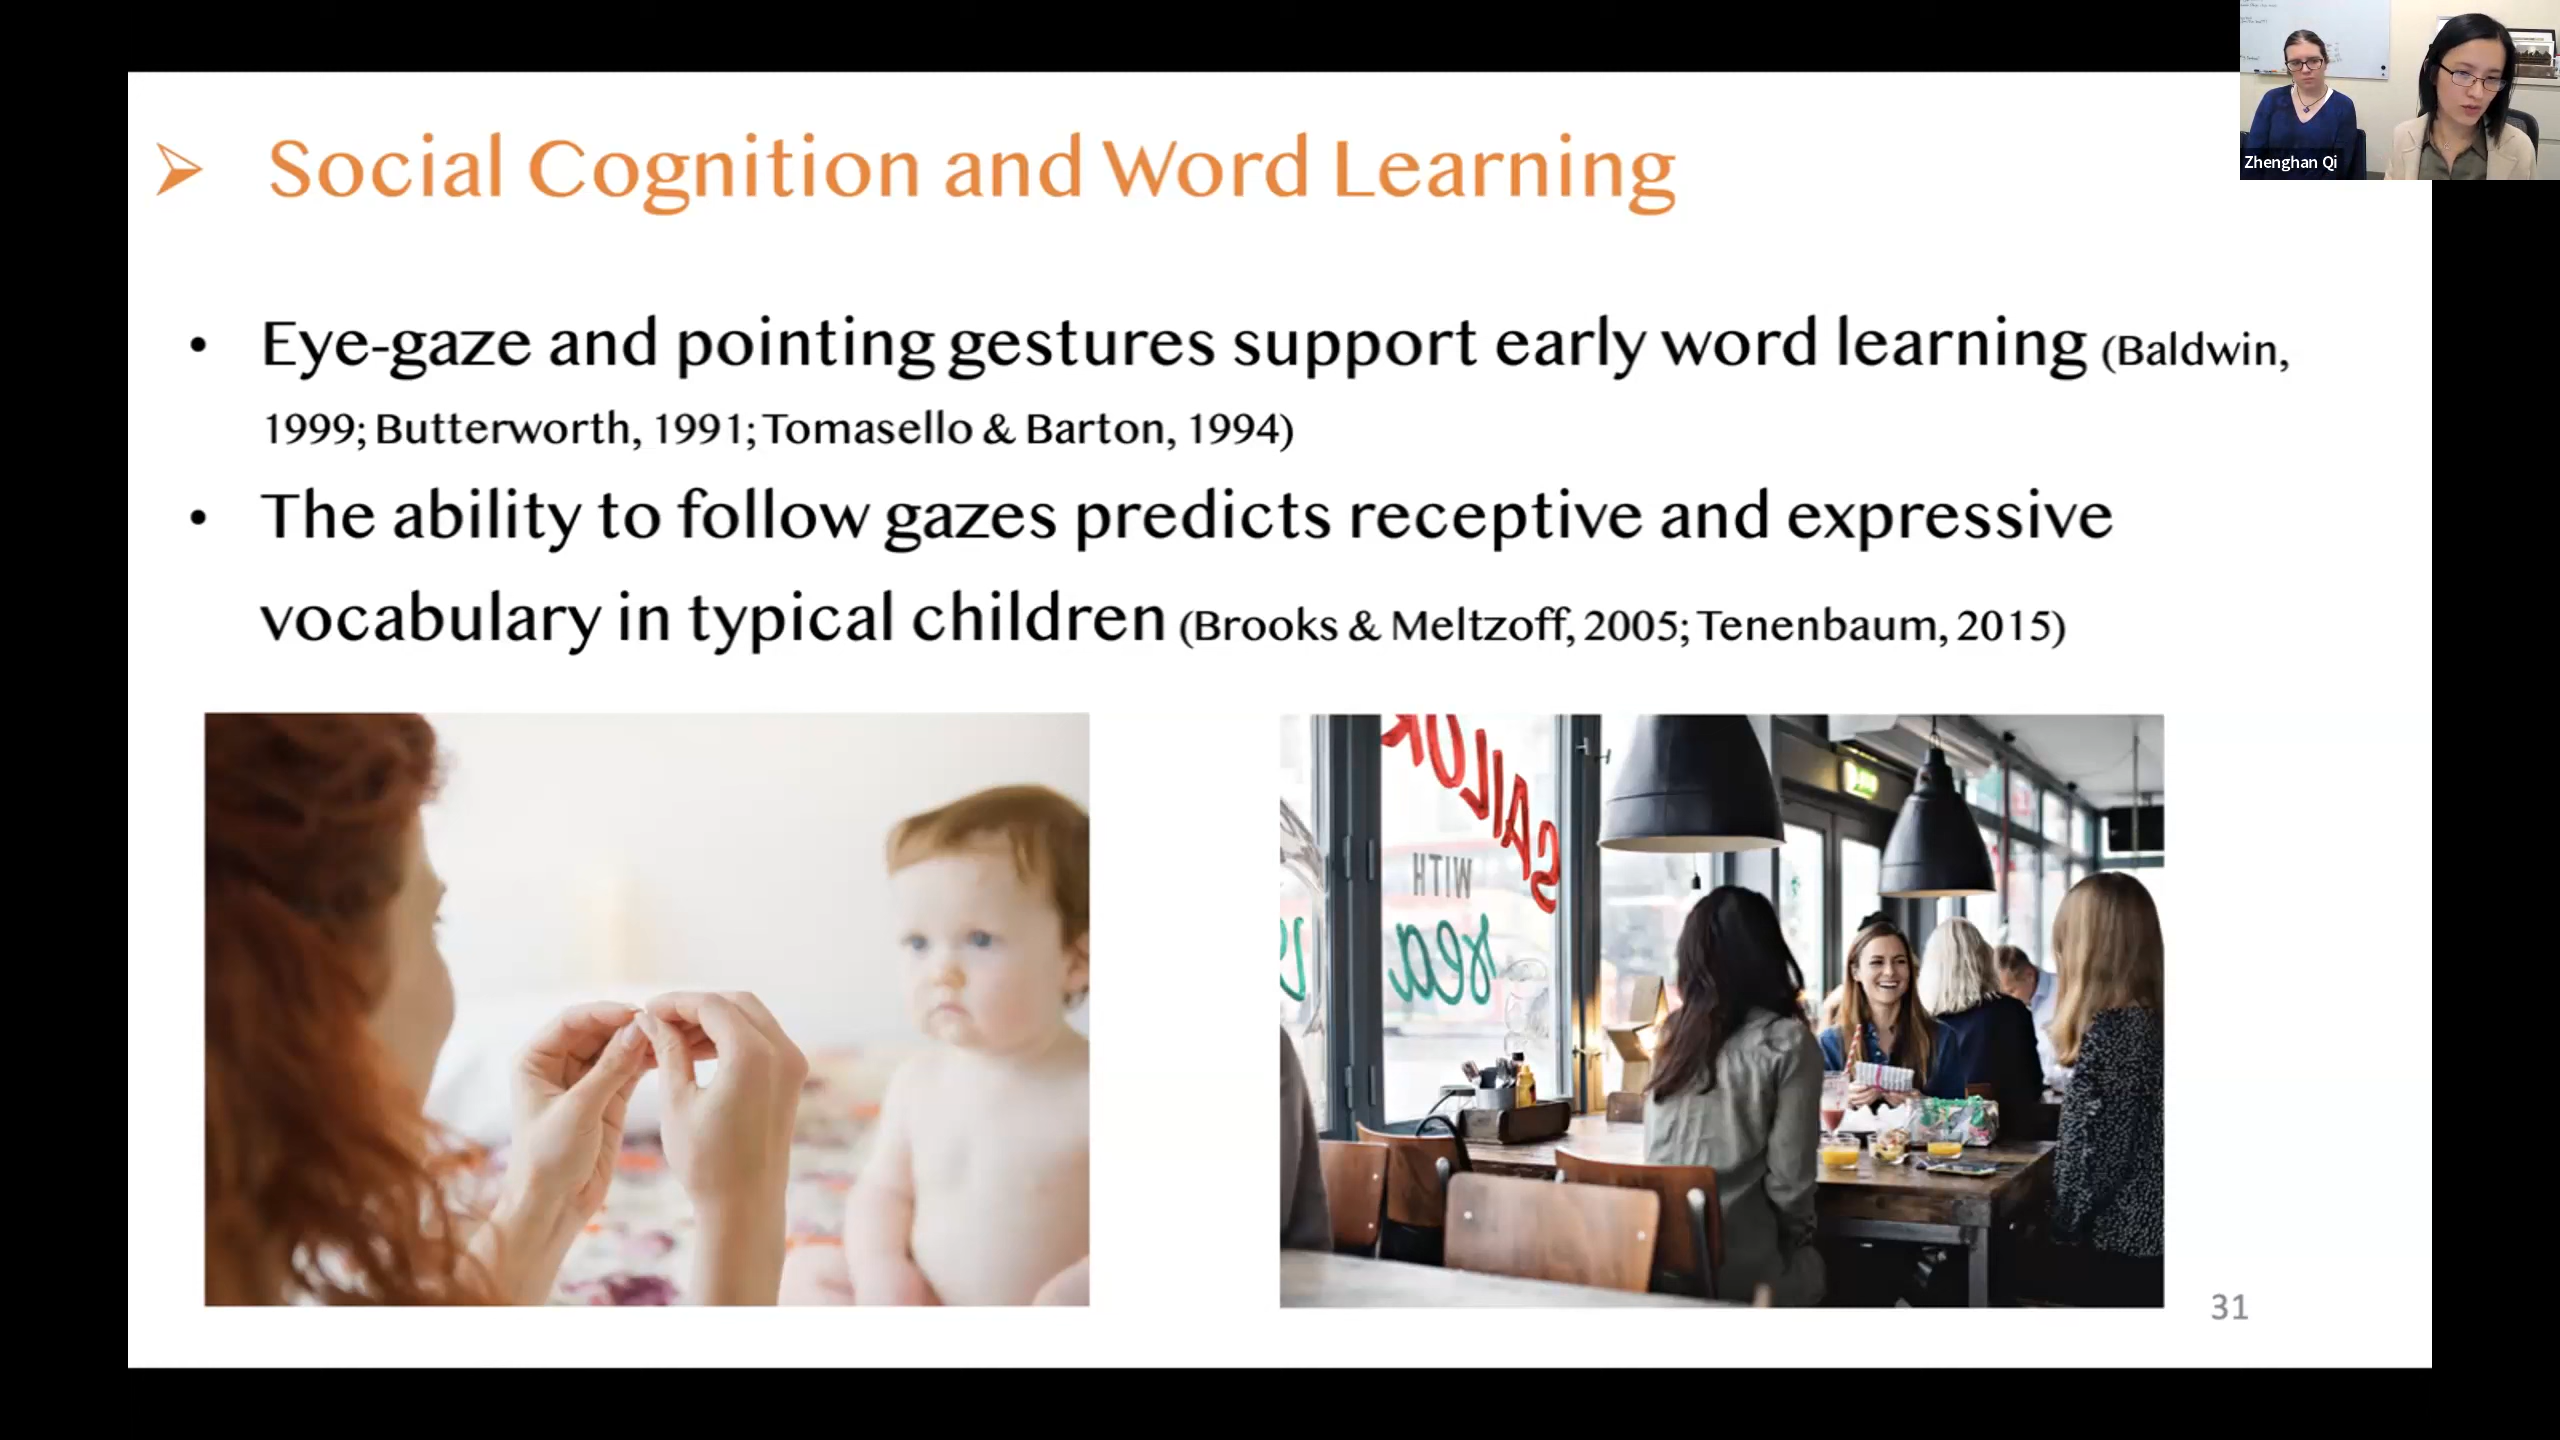 Social Cognition and Word Learning
• Eye-gaze and pointing gestures support early word learning (Baldwin,
1999; Butterworth, 1991; Tomasello & Barton, 1994)
• The ability to follow gazes predicts receptive and expressive
vocabulary in typical children (Brooks & Meltzoff, 2005; Tenenbaum, 2015)
SAILOR
WITH
31
Zhenghan Qi